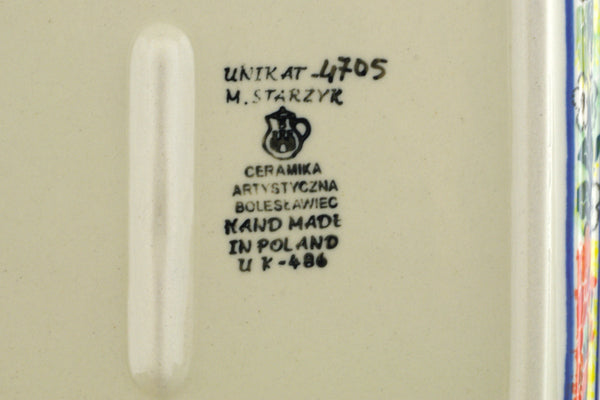 UNIKAT-4705
M. STARZYK
CERAMIKA
ARTYSTYCZNA
BOLESŁAWIEC
HAND MADE
IN POLAND
U K-486